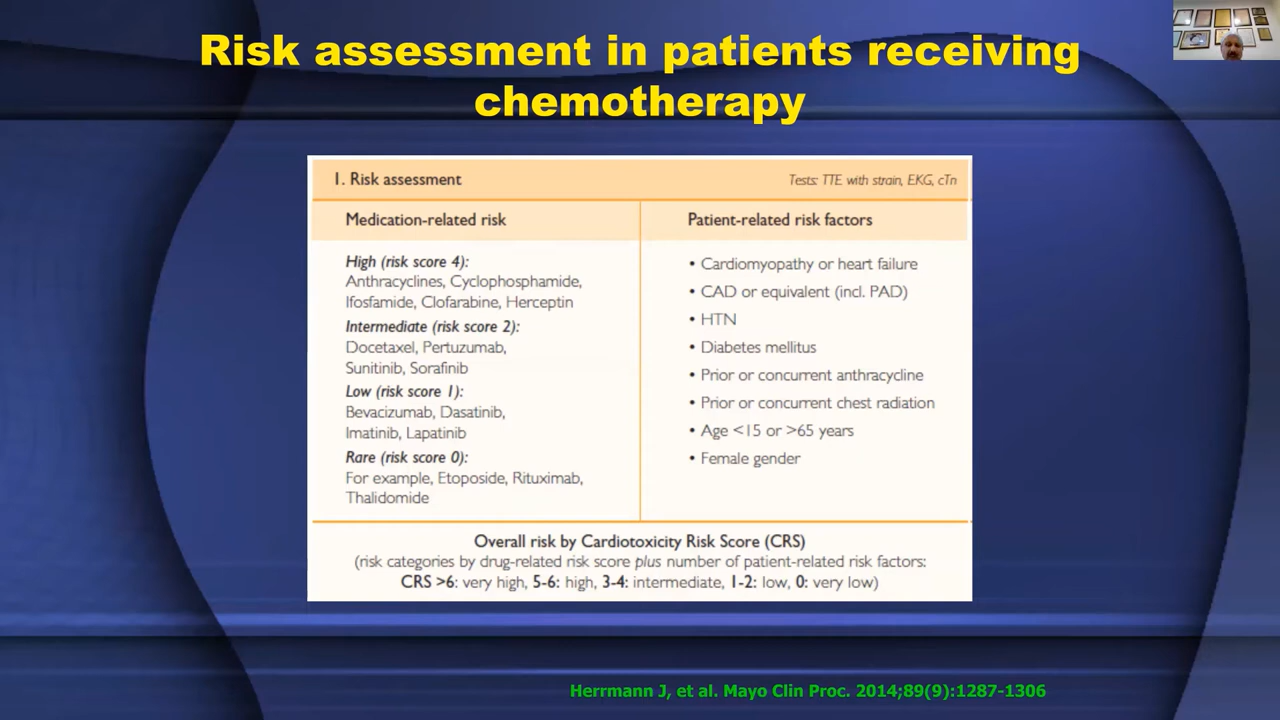 Risk assessment in patients receiving
chemotherapy
1. Risk assessment
Tests: TTE with strain, EKG, cTn
Medication-related risk
High (risk score 4):
Anthracyclines, Cyclophosphamide,
Ifosfamide, Clofarabine, Herceptin
Intermediate (risk score 2):
Docetaxel, Pertuzumab,
Sunitinib, Sorafinib
Low (risk score 1):
Bevacizumab, Dasatinib,
Imatinib, Lapatinib
Rare (risk score 0):
For example, Etoposide, Rituximab,
Thalidomide
Patient-related risk factors
• Cardiomyopathy or heart failure
• CAD or equivalent (incl. PAD)
• HTN
• Diabetes mellitus
• Prior or concurrent anthracycline
• Prior or concurrent chest radiation
• Age <15 or >65 years
• Female gender
Overall risk by Cardiotoxicity Risk Score (CRS)
(risk categories by drug-related risk score plus number of patient-related risk factors:
CRS >6: very high, 5-6: high, 3-4: intermediate, 1-2: low, 0: very low)
Herrmann J, et al. Mayo Clin Proc. 2014;89(9):1287-1306